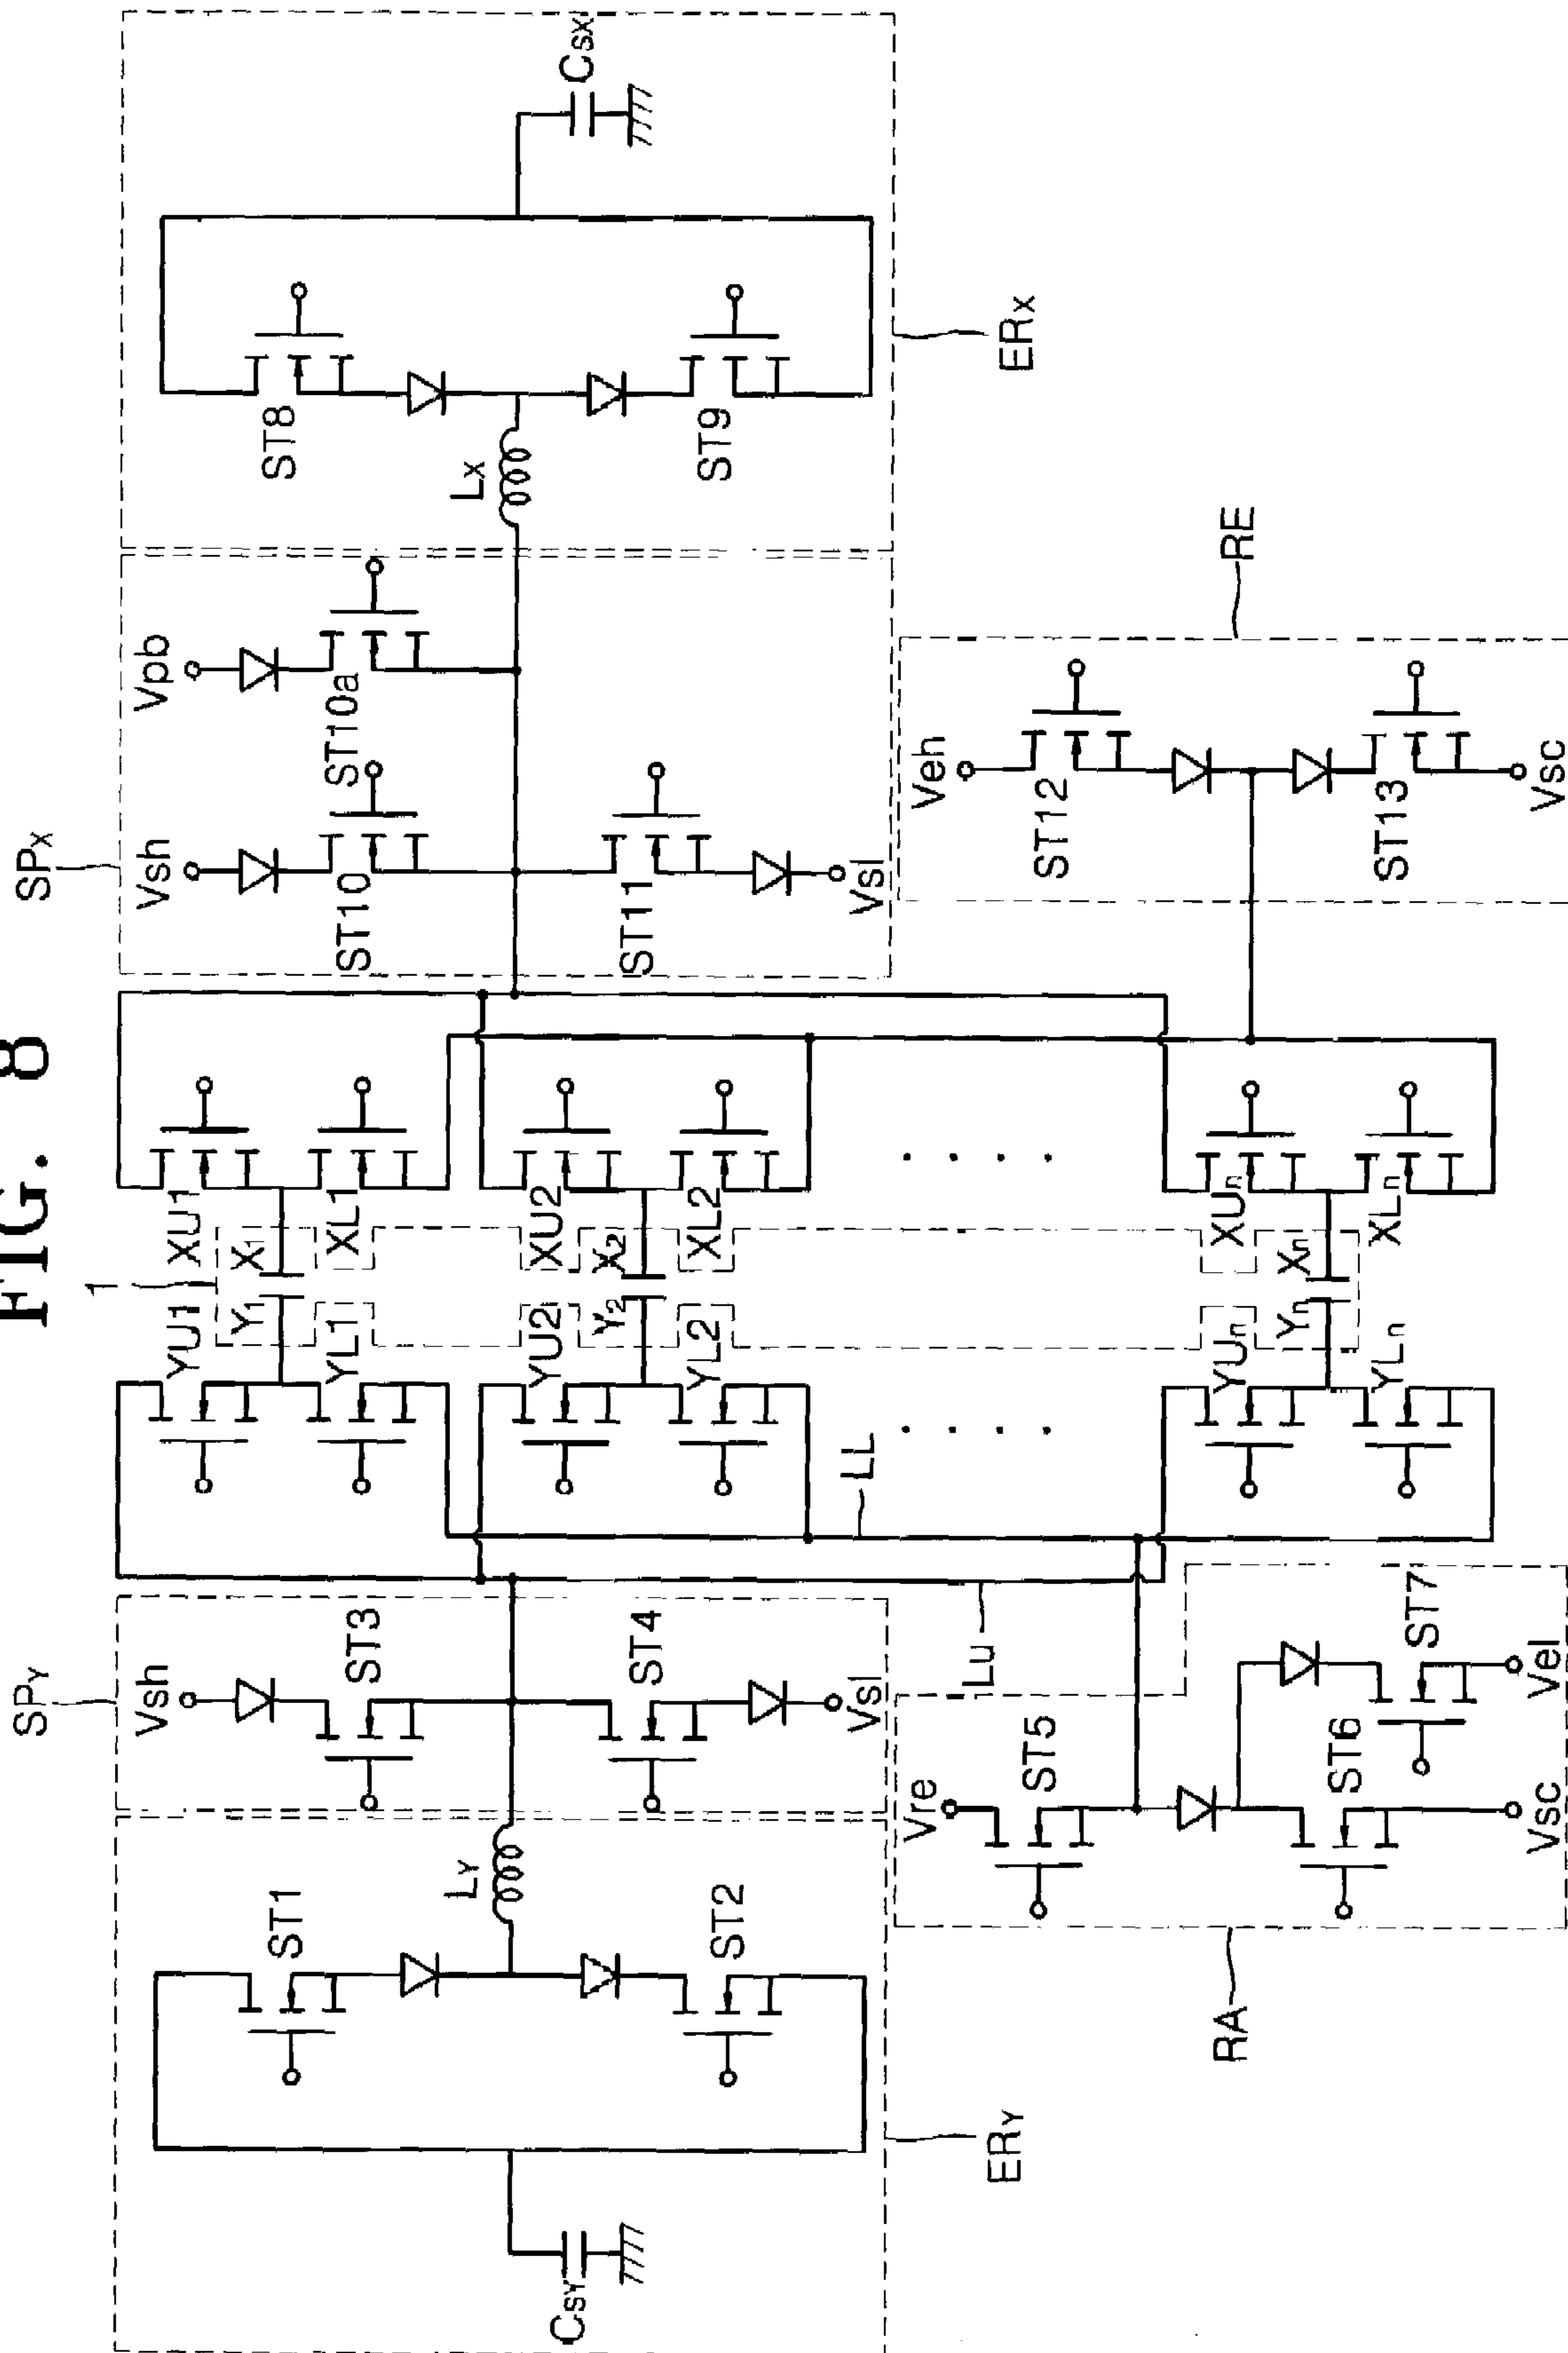 FIG. 8
SPY
SPX
Vsh
ST3
ST4
Vsl
ST1
LY
ST2
CSY
ERY
YU1
Y1
YL1
1
XU1
X1
XL1
YU2
Y2
YL2
XU2
X2
XL2
. . . .
. . . .
YUn
Yn
YLn
XUn
Xn
XLn
LL
Lu
Vsh
Vpb
ST10
ST10a
ST11
Vsl
LX
ST8
ST9
CSX
ERX
Vre
ST5
ST6
ST7
Vsc
Vel
RA
Veh
ST12
ST13
Vsc
RE